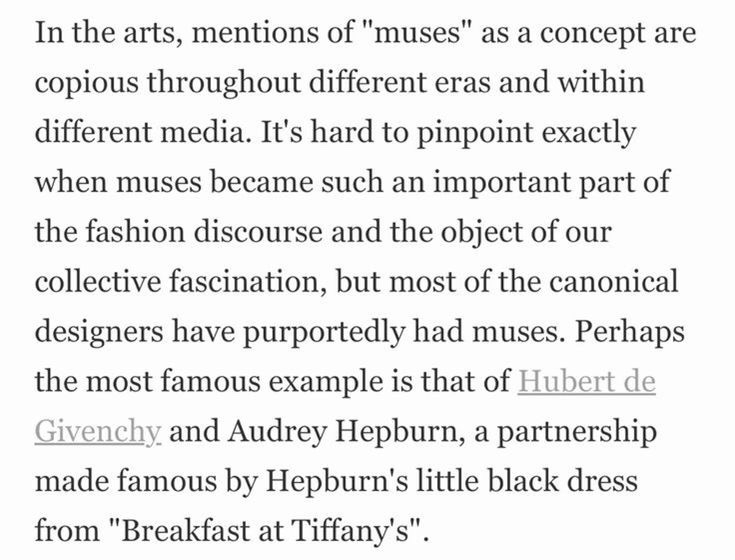 In the arts, mentions of "muses" as a concept are
copious throughout different eras and within
different media. It's hard to pinpoint exactly
when muses became such an important part of
the fashion discourse and the object of our
collective fascination, but most of the canonical
designers have purportedly had muses. Perhaps
the most famous example is that of Hubert de
Givenchy and Audrey Hepburn, a partnership
made famous by Hepburn's little black dress
from "Breakfast at Tiffany's".